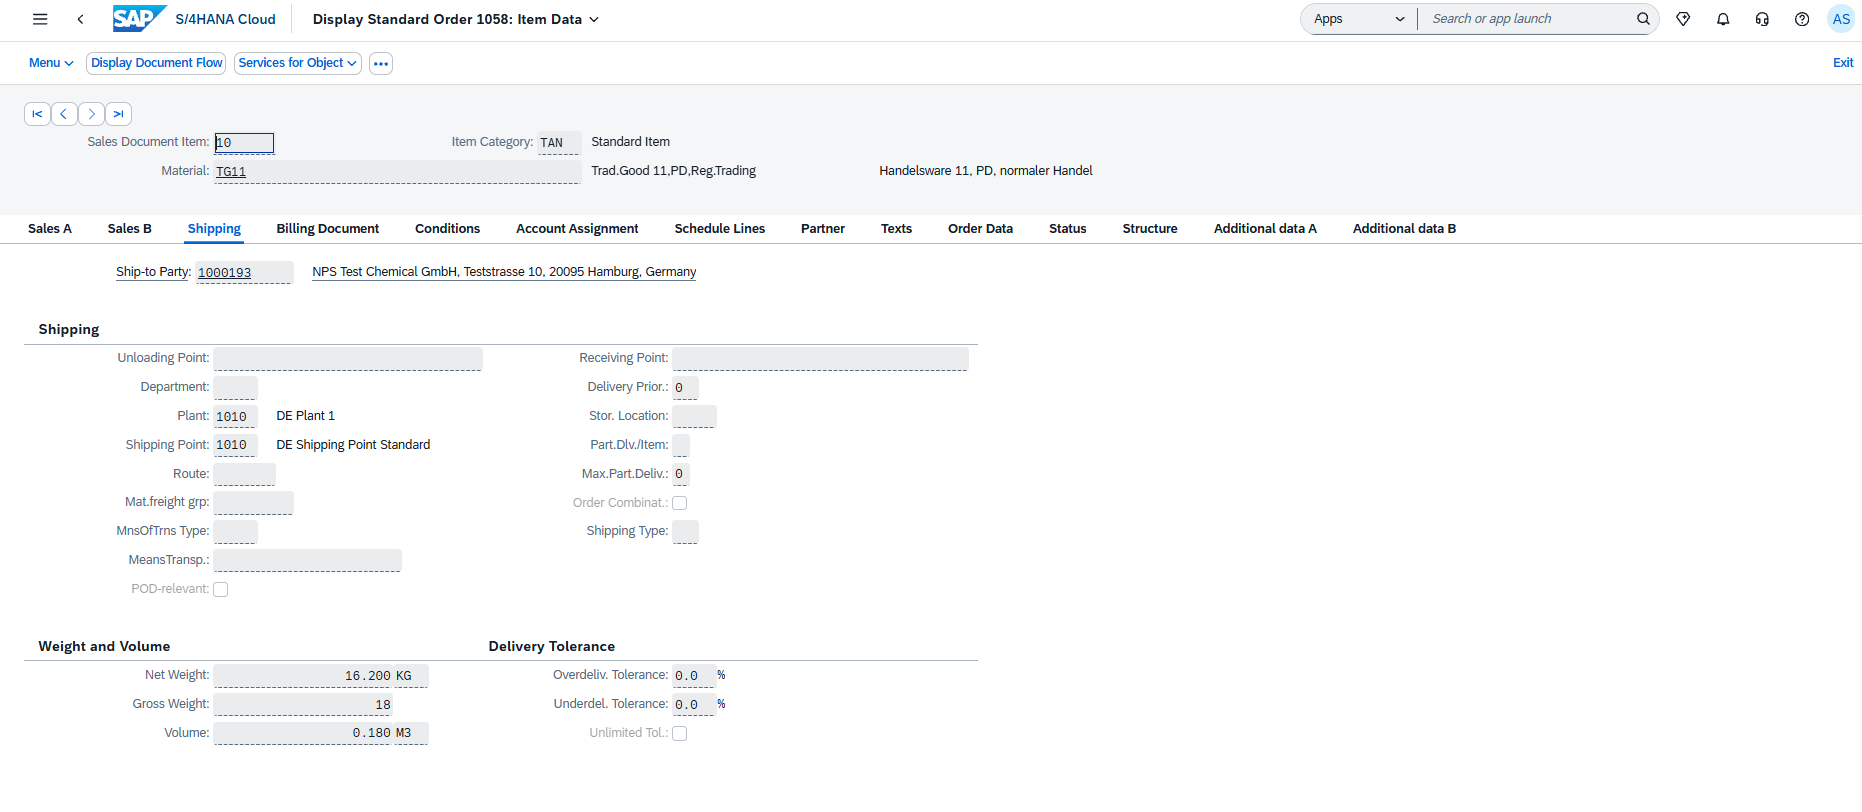 SAP S/4HANA Cloud Display Standard Order 1058: Item Data Apps Search or app launch AS
Menu Display Document Flow Services for Object Exit
Sales Document Item: 10 Item Category: TAN Standard Item
Material: TG11 Trad.Good 11,PD,Reg.Trading Handelsware 11, PD, normaler Handel
Sales A Sales B Shipping Billing Document Conditions Account Assignment Schedule Lines Partner Texts Order Data Status Structure Additional data A Additional data B
Ship-to Party: 1000193 NPS Test Chemical GmbH, Teststrasse 10, 20095 Hamburg, Germany
Shipping
Unloading Point: Receiving Point:
Department: Delivery Prior.: 0
Plant: 1010 DE Plant 1 Stor. Location:
Shipping Point: 1010 DE Shipping Point Standard Part.Dlv./Item:
Route: Max.Part.Deliv.: 0
Mat.freight grp: Order Combinat.:
MnsOfTrns Type: Shipping Type:
MeansTransp.:
POD-relevant:
Weight and Volume Delivery Tolerance
Net Weight: 16.200 KG Overdeliv. Tolerance: 0.0 %
Gross Weight: 18 Underdel. Tolerance: 0.0 %
Volume: 0.180 M3 Unlimited Tol.: